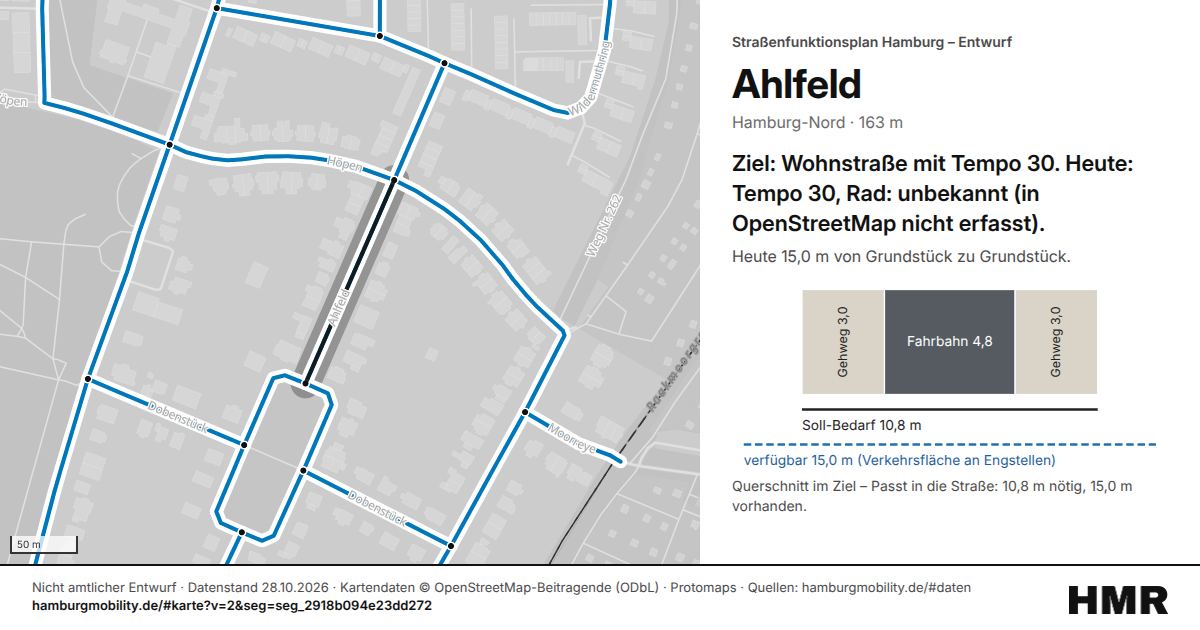 Höpen
Wildermuthring
Höpen
Weg Nr. 262
Ahlfeld
Dobenstück
Moorreye
Dobenstück
50 m
Straßenfunktionsplan Hamburg – Entwurf
Ahlfeld
Hamburg-Nord · 163 m
Ziel: Wohnstraße mit Tempo 30. Heute:
Tempo 30, Rad: unbekannt (in
OpenStreetMap nicht erfasst).
Heute 15,0 m von Grundstück zu Grundstück.
Gehweg 3,0
Fahrbahn 4,8
Gehweg 3,0
Soll-Bedarf 10,8 m
verfügbar 15,0 m (Verkehrsfläche an Engstellen)
Querschnitt im Ziel – Passt in die Straße: 10,8 m nötig, 15,0 m
vorhanden.
Nicht amtlicher Entwurf · Datenstand 28.10.2026 · Kartendaten © OpenStreetMap-Beitragende (ODbL) · Protomaps · Quellen: hamburgmobility.de/#daten
hamburgmobility.de/#karte?v=2&seg=seg_2918b094e23dd272
HMR